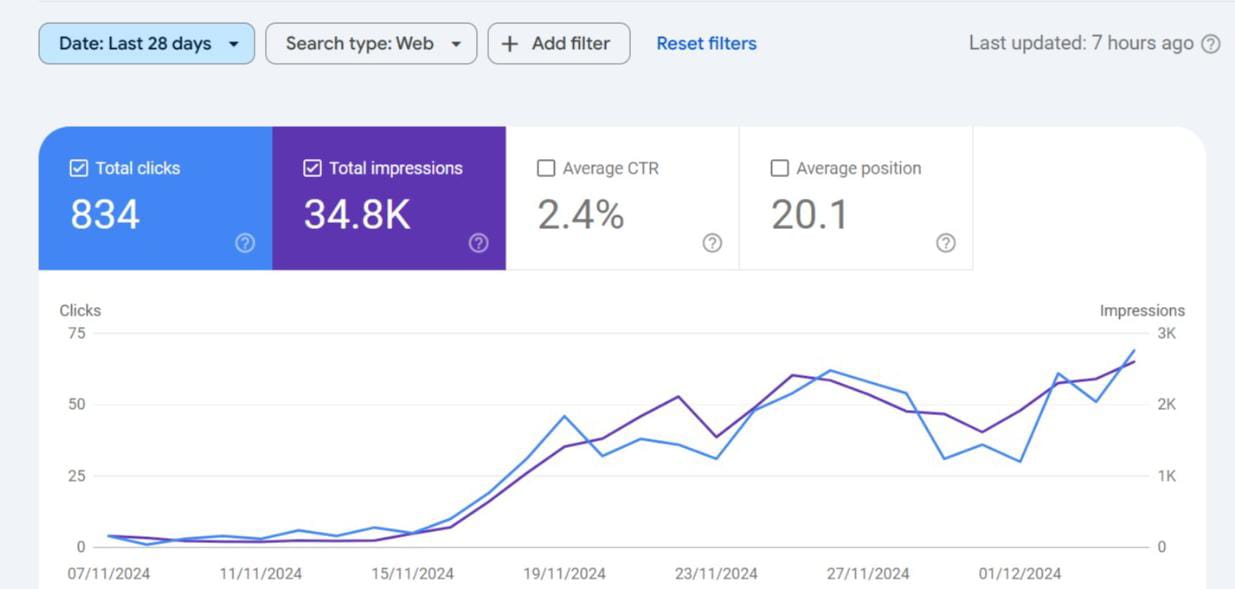 Date: Last 28 days Search type: Web + Add filter Reset filters Last updated: 7 hours ago
Total clicks Total impressions Average CTR Average position
834 34.8K 2.4% 20.1
Clicks Impressions
75 3K
50 2K
25 1K
0 0
07/11/2024 11/11/2024 15/11/2024 19/11/2024 23/11/2024 27/11/2024 01/12/2024